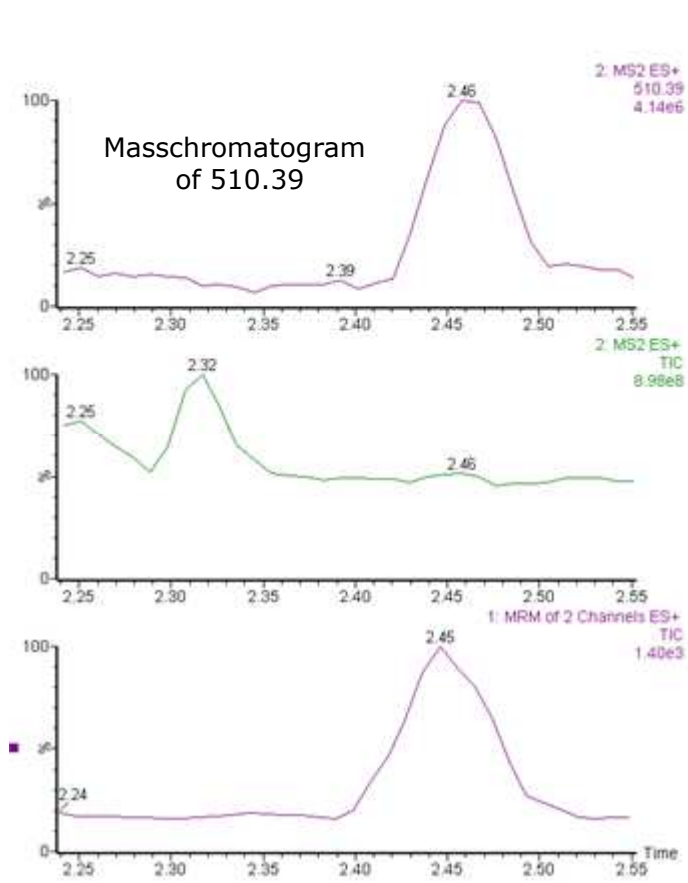 2: MS2 ES+
510.39
4.14e6
100
2.46
Masschromatogram
of 510.39
%
2.25
2.39
0
2.25 2.30 2.35 2.40 2.45 2.50 2.55
2: MS2 ES+
TIC
8.98e8
100
2.32
2.25
%
2.46
0
2.25 2.30 2.35 2.40 2.45 2.50 2.55
1: MRM of 2 Channels ES+
TIC
1.40e3
100
2.45
%
2.24
0
Time
2.25 2.30 2.35 2.40 2.45 2.50 2.55